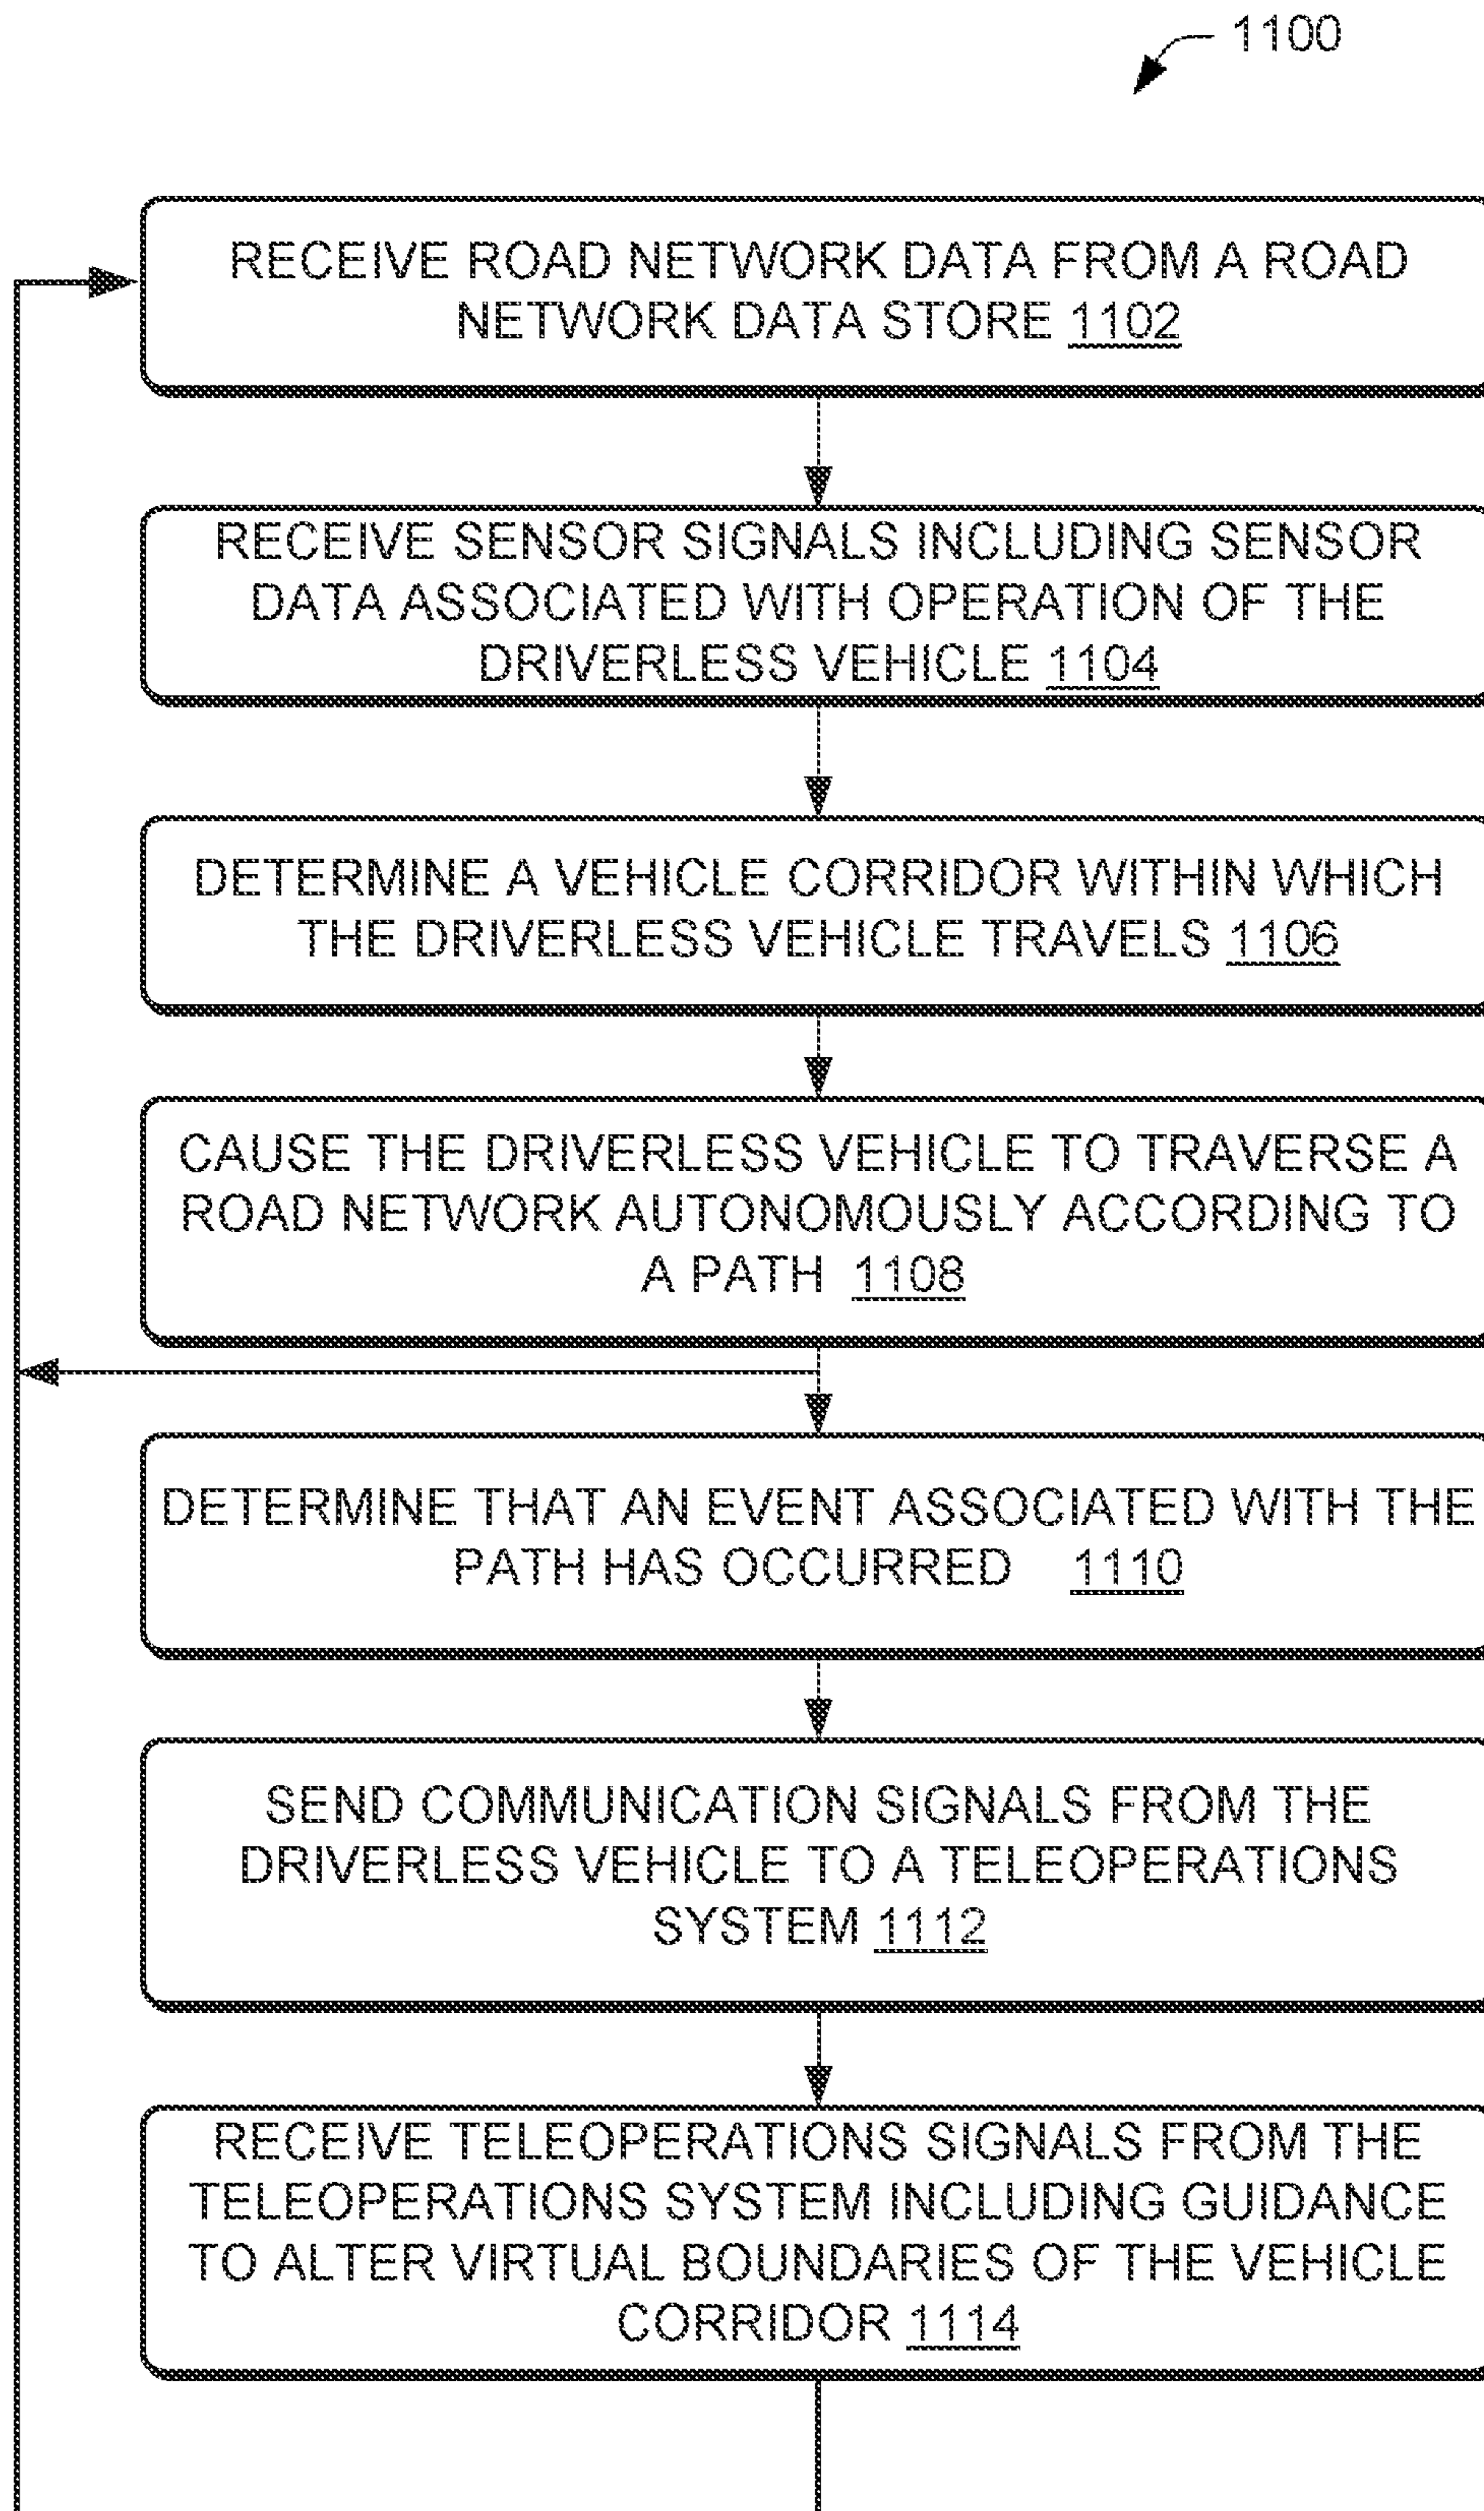 1100
RECEIVE ROAD NETWORK DATA FROM A ROAD
NETWORK DATA STORE 1102
RECEIVE SENSOR SIGNALS INCLUDING SENSOR
DATA ASSOCIATED WITH OPERATION OF THE
DRIVERLESS VEHICLE 1104
DETERMINE A VEHICLE CORRIDOR WITHIN WHICH
THE DRIVERLESS VEHICLE TRAVELS 1106
CAUSE THE DRIVERLESS VEHICLE TO TRAVERSE A
ROAD NETWORK AUTONOMOUSLY ACCORDING TO
A PATH 1108
DETERMINE THAT AN EVENT ASSOCIATED WITH THE
PATH HAS OCCURRED 1110
SEND COMMUNICATION SIGNALS FROM THE
DRIVERLESS VEHICLE TO A TELEOPERATIONS
SYSTEM 1112
RECEIVE TELEOPERATIONS SIGNALS FROM THE
TELEOPERATIONS SYSTEM INCLUDING GUIDANCE
TO ALTER VIRTUAL BOUNDARIES OF THE VEHICLE
CORRIDOR 1114